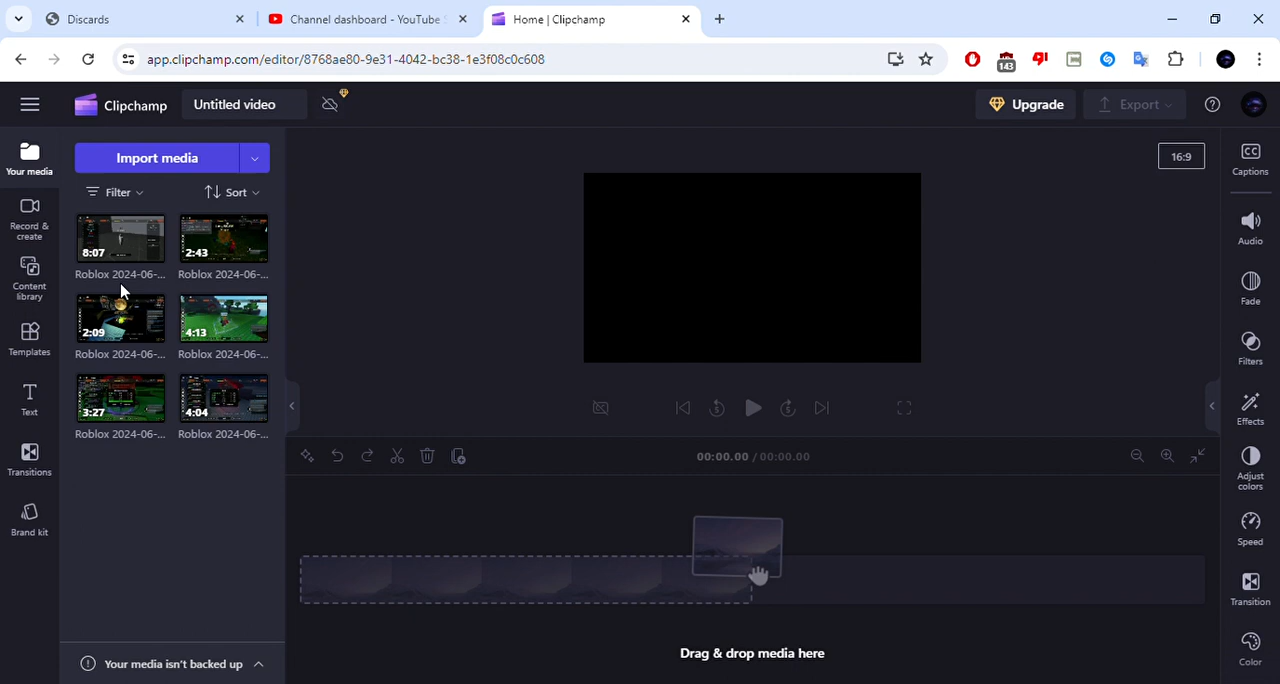 Discards
Channel dashboard - YouTube S
Home | Clipchamp
app.clipchamp.com/editor/8768ae80-9e31-4042-bc38-1e3f08c0c608
143
Clipchamp
Untitled video
Upgrade
Export
Your media
Import media
16:9
Captions
Filter
Sort
Record &
create
8:07
2:43
Roblox 2024-06-...
Roblox 2024-06-...
Audio
Content
library
2:09
4:13
Roblox 2024-06-...
Roblox 2024-06-...
Fade
Templates
Filters
3:27
4:04
Roblox 2024-06-...
Roblox 2024-06-...
Text
5
5
Effects
Transitions
00:00.00 / 00:00.00
Adjust
colors
Brand kit
Speed
Transition
Drag & drop media here
Your media isn't backed up
Color